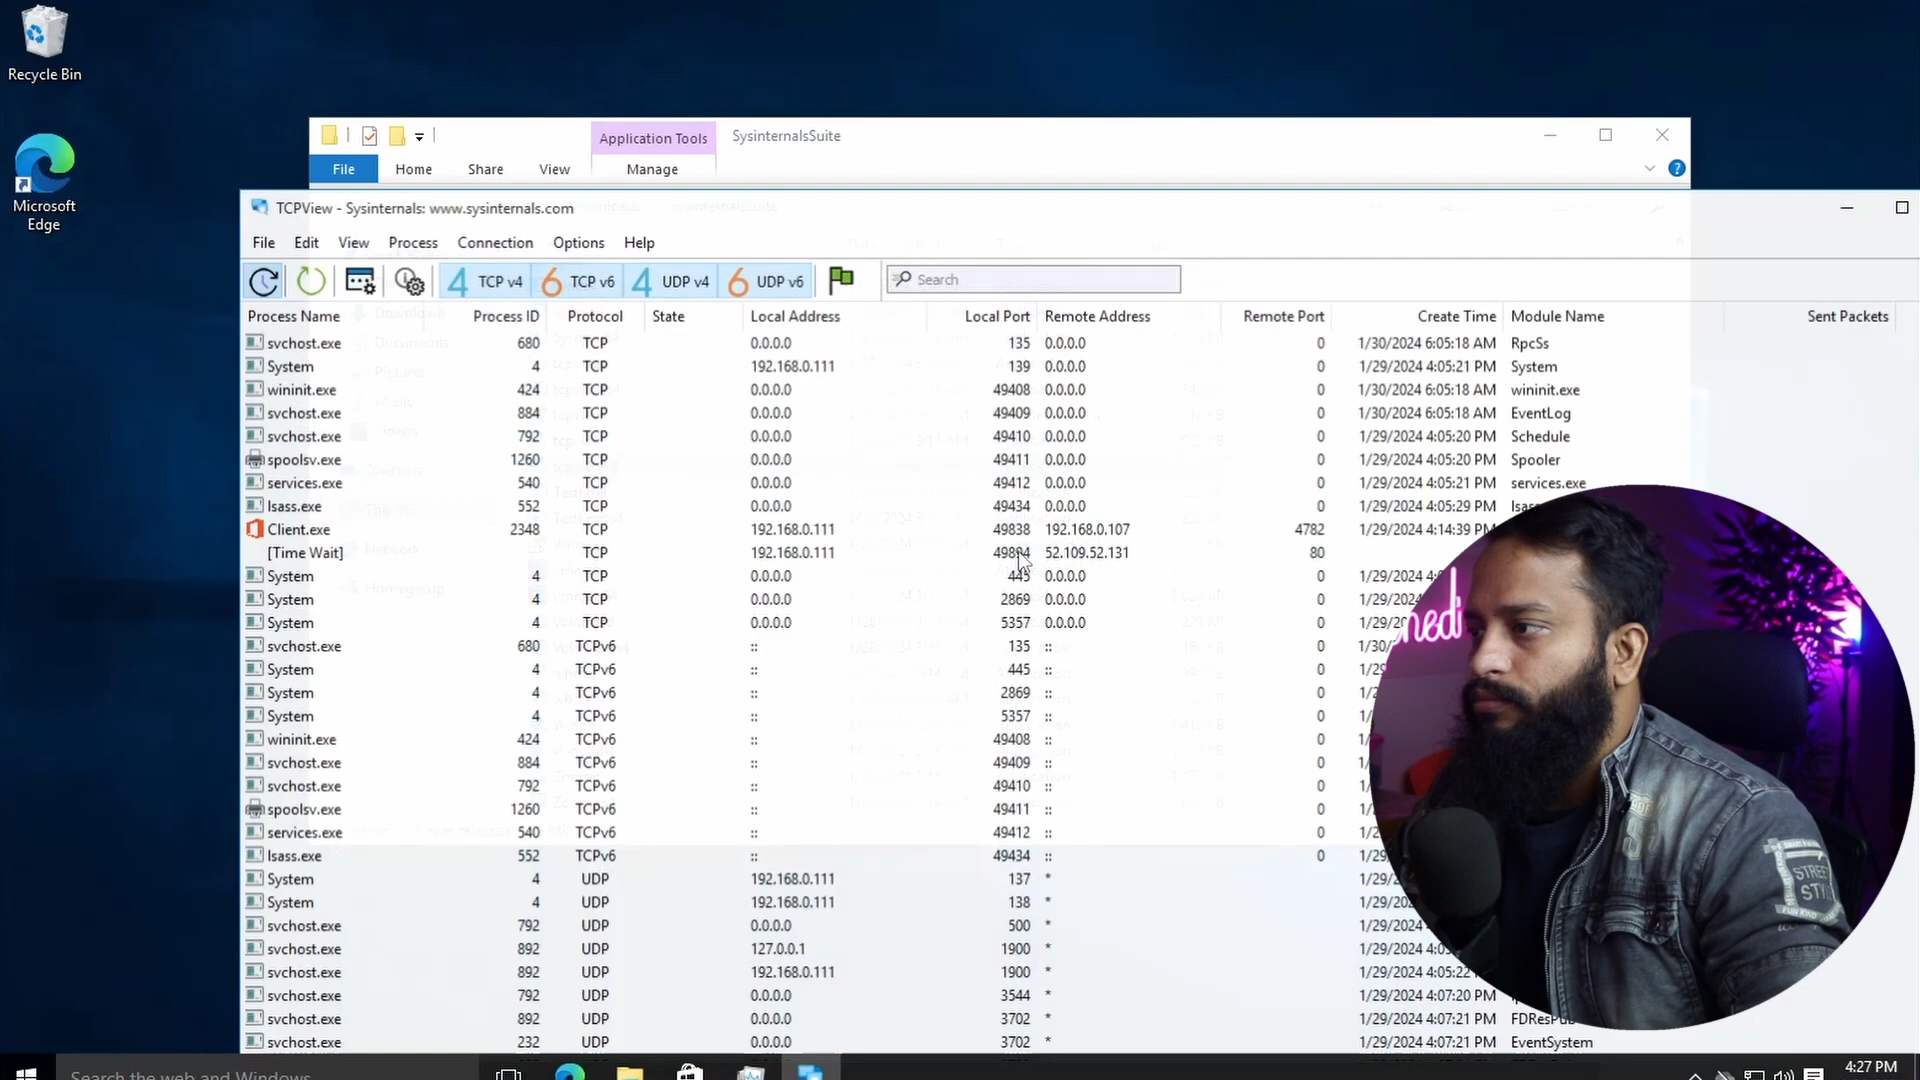 Recycle Bin
Microsoft
Edge
Application Tools
SysinternalsSuite
File
Home
Share
View
Manage
TCPView - Sysinternals: www.sysinternals.com
File Edit View Process Connection Options Help
4 TCP v4 6 TCP v6 4 UDP v4 6 UDP v6 Search
Process Name Process ID Protocol State Local Address Local Port Remote Address Remote Port Create Time Module Name Sent Packets
svchost.exe 680 TCP 0.0.0.0 135 0.0.0.0 0 1/30/2024 6:05:18 AM RpcSs
System 4 TCP 192.168.0.111 139 0.0.0.0 0 1/29/2024 4:05:21 PM System
wininit.exe 424 TCP 0.0.0.0 49408 0.0.0.0 0 1/30/2024 6:05:18 AM wininit.exe
svchost.exe 884 TCP 0.0.0.0 49409 0.0.0.0 0 1/30/2024 6:05:18 AM EventLog
svchost.exe 792 TCP 0.0.0.0 49410 0.0.0.0 0 1/29/2024 4:05:20 PM Schedule
spoolsv.exe 1260 TCP 0.0.0.0 49411 0.0.0.0 0 1/29/2024 4:05:20 PM Spooler
services.exe 540 TCP 0.0.0.0 49412 0.0.0.0 0 1/29/2024 4:05:21 PM services.exe
lsass.exe 552 TCP 0.0.0.0 49434 0.0.0.0 0 1/29/2024 4:05:29 PM
Client.exe 2348 TCP 192.168.0.111 49838 192.168.0.107 4782 1/29/2024 4:14:39 PM
[Time Wait] TCP 192.168.0.111 52.109.52.131 80
System 4 TCP 0.0.0.0 445 0.0.0.0 0
System 4 TCP 0.0.0.0 2869 0.0.0.0 0
System 4 TCP 0.0.0.0 5357 0.0.0.0 0
svchost.exe 680 TCPv6 :: 135 :: 0
System 4 TCPv6 :: 445 :: 0
System 4 TCPv6 :: 2869 :: 0
System 4 TCPv6 :: 5357 :: 0
wininit.exe 424 TCPv6 :: 49408 :: 0
svchost.exe 884 TCPv6 :: 49409 :: 0
svchost.exe 792 TCPv6 :: 49410 :: 0
spoolsv.exe 1260 TCPv6 :: 49411 :: 0
services.exe 540 TCPv6 :: 49412 :: 0
lsass.exe 552 TCPv6 :: 49434 :: 0
System 4 UDP 192.168.0.111 137 *
System 4 UDP 192.168.0.111 138 *
svchost.exe 792 UDP 0.0.0.0 500 *
svchost.exe 892 UDP 127.0.0.1 1900 *
svchost.exe 892 UDP 192.168.0.111 1900 * 1/29/2024 4:05:22
svchost.exe 792 UDP 0.0.0.0 3544 * 1/29/2024 4:07:20 PM
svchost.exe 892 UDP 0.0.0.0 3702 * 1/29/2024 4:07:21 PM
svchost.exe 232 UDP 0.0.0.0 3702 * 1/29/2024 4:07:21 PM EventSystem
STREET
STYLE
Search the web and Windows
4:27 PM